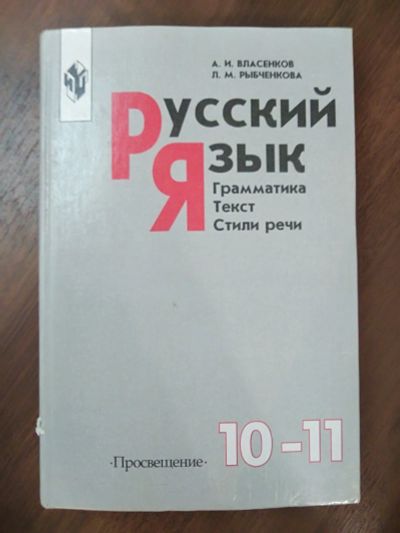 А. И. ВЛАСЕНКОВ
Л. М. РЫБЧЕНКОВА
РУССКИЙ
ЯЗЫК
Грамматика
Текст
Стили речи
10-11
·Просвещение·